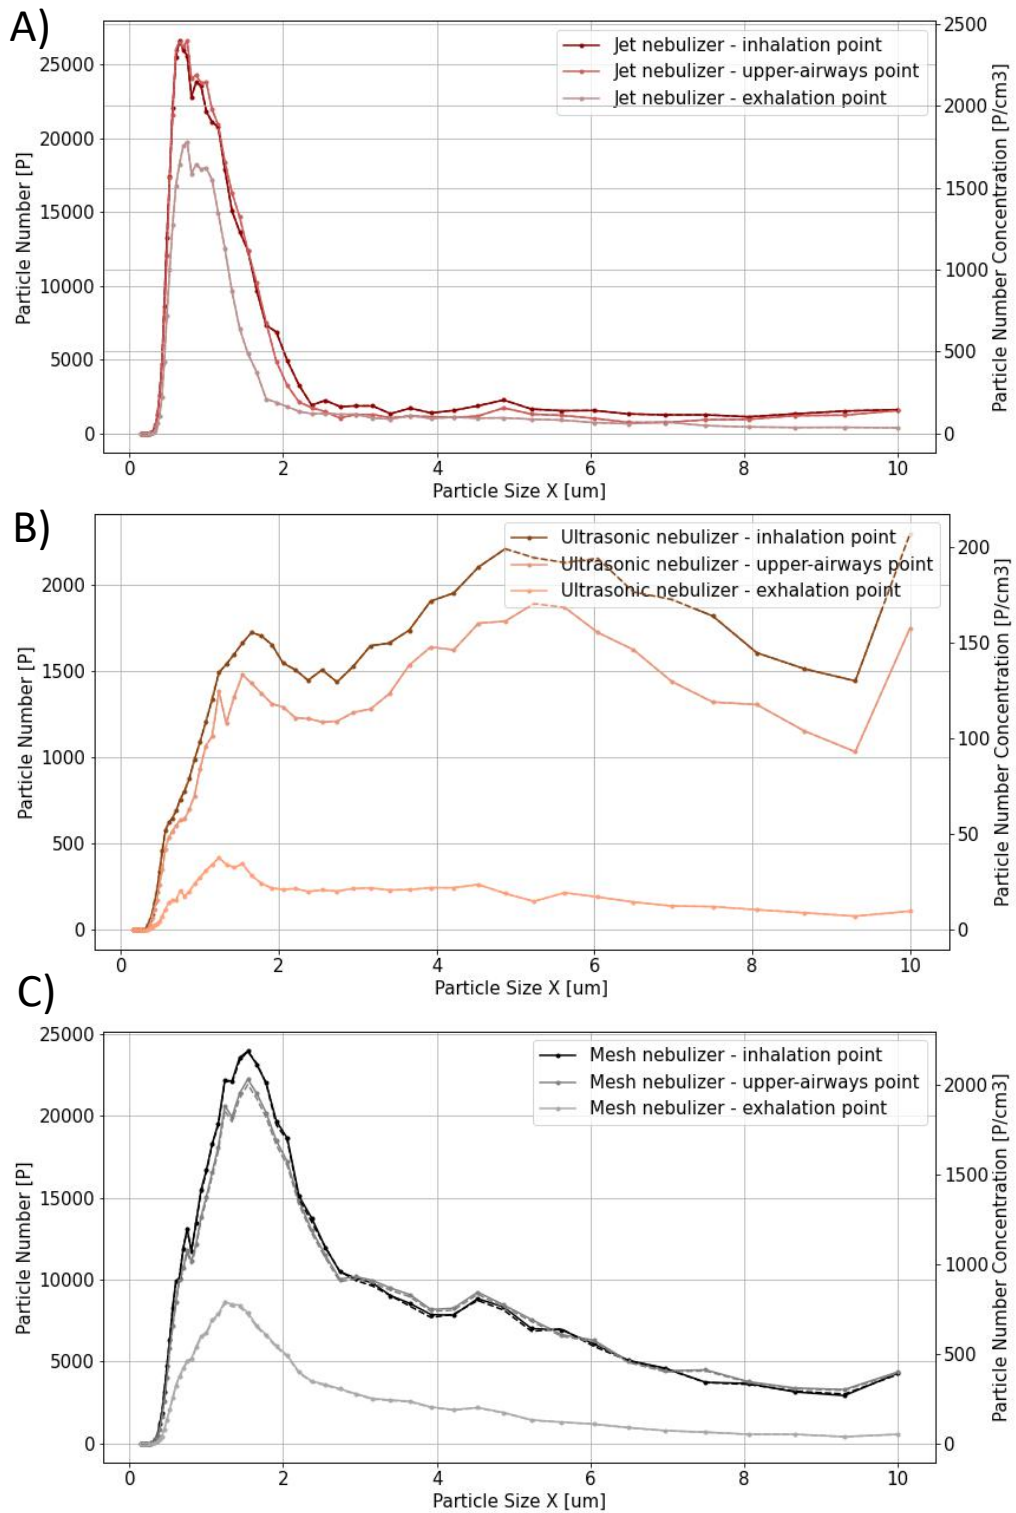 A)
Jet nebulizer - inhalation point
Jet nebulizer - upper-airways point
Jet nebulizer - exhalation point
25000
20000
15000
10000
5000
0
Particle Number [P]
2500
2000
1500
1000
500
0
Particle Number Concentration [P/cm3]
0 2 4 6 8 10
Particle Size X [um]
B)
Ultrasonic nebulizer - inhalation point
Ultrasonic nebulizer - upper-airways point
Ultrasonic nebulizer - exhalation point
2000
1500
1000
500
0
Particle Number [P]
200
150
100
50
0
Particle Number Concentration [P/cm3]
0 2 4 6 8 10
Particle Size X [um]
C)
Mesh nebulizer - inhalation point
Mesh nebulizer - upper-airways point
Mesh nebulizer - exhalation point
25000
20000
15000
10000
5000
0
Particle Number [P]
2000
1500
1000
500
0
Particle Number Concentration [P/cm3]
0 2 4 6 8 10
Particle Size X [um]